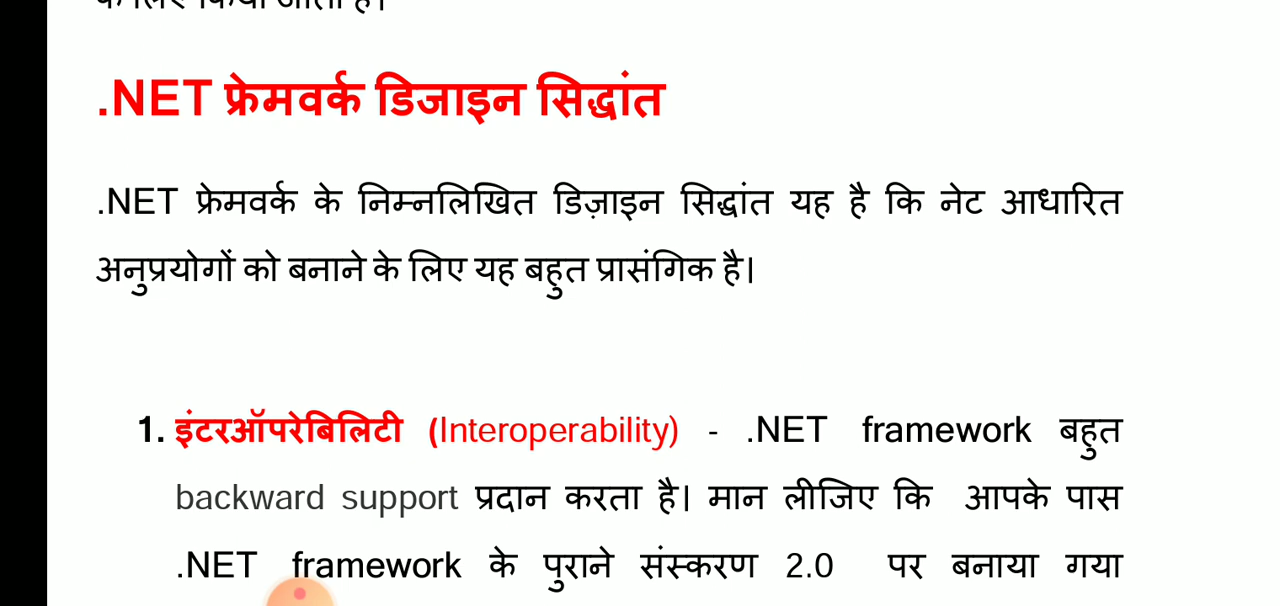 .NET फ्रेमवर्क डिजाइन सिद्धांत
.NET फ्रेमवर्क के निम्नलिखित डिज़ाइन सिद्धांत यह है कि नेट आधारित
अनुप्रयोगों को बनाने के लिए यह बहुत प्रासंगिक है।
1. इंटरऑपरेबिलिटी (Interoperability) - .NET framework बहुत
backward support प्रदान करता है। मान लीजिए कि आपके पास
.NET framework के पुराने संस्करण 2.0 पर बनाया गया